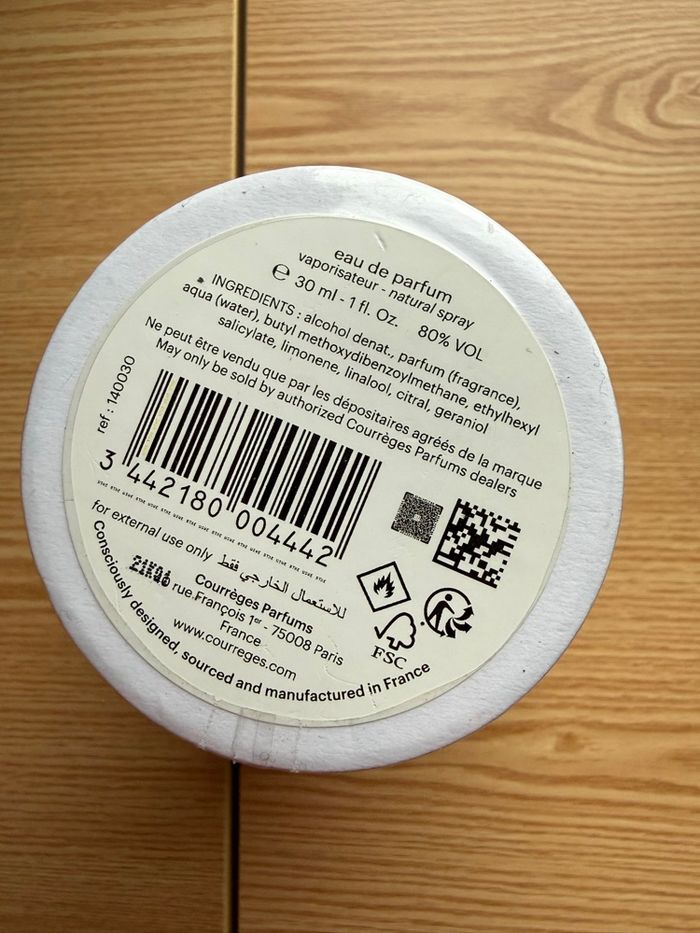 eau de parfum
vaporisateur - natural spray
e 30 ml - 1 fl. Oz. 80% VOL
INGREDIENTS : alcohol denat., parfum (fragrance),
aqua (water), butyl methoxydibenzoylmethane, ethylhexyl
salicylate, limonene, linalool, citral, geraniol
Ne peut être vendu que par les dépositaires agréés de la marque
May only be sold by authorized Courrèges Parfums dealers
ref : 140030
3 442180 004442
for external use only للاستعمال الخارجي فقط
Courrèges Parfums
rue François 1er - 75008 Paris
France
www.courreges.com
Consciously designed, sourced and manufactured in France
FSC